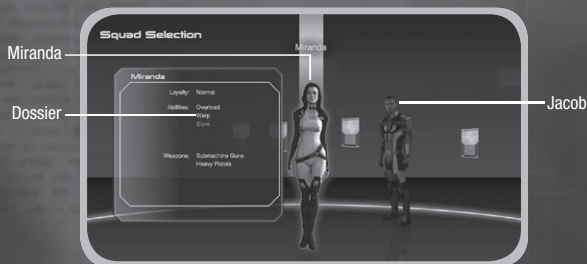 Squad Selection
Miranda
Miranda
Miranda
Loyalty: Normal
Dossier
Abilities: Overload
Warp
Slam
Jacob
Weapons: Submachine Guns
Heavy Pistols